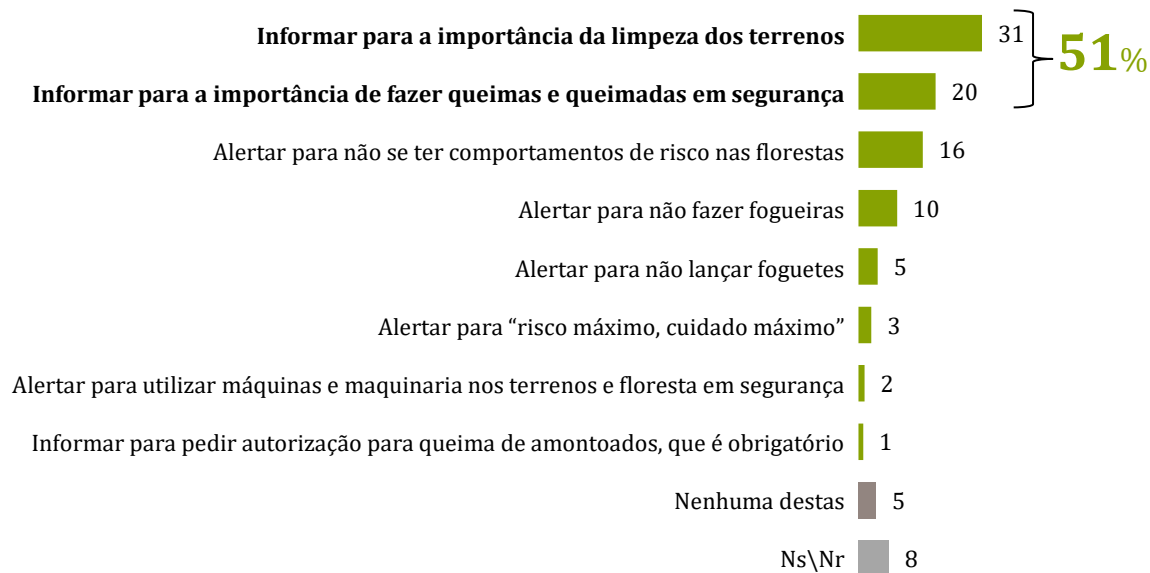 Informar para a importância da limpeza dos terrenos 31
51%
Informar para a importância de fazer queimas e queimadas em segurança 20
Alertar para não se ter comportamentos de risco nas florestas 16
Alertar para não fazer fogueiras 10
Alertar para não lançar foguetes 5
Alertar para “risco máximo, cuidado máximo” 3
Alertar para utilizar máquinas e maquinaria nos terrenos e floresta em segurança 2
Informar para pedir autorização para queima de amontoados, que é obrigatório 1
Nenhuma destas 5
Ns\Nr 8